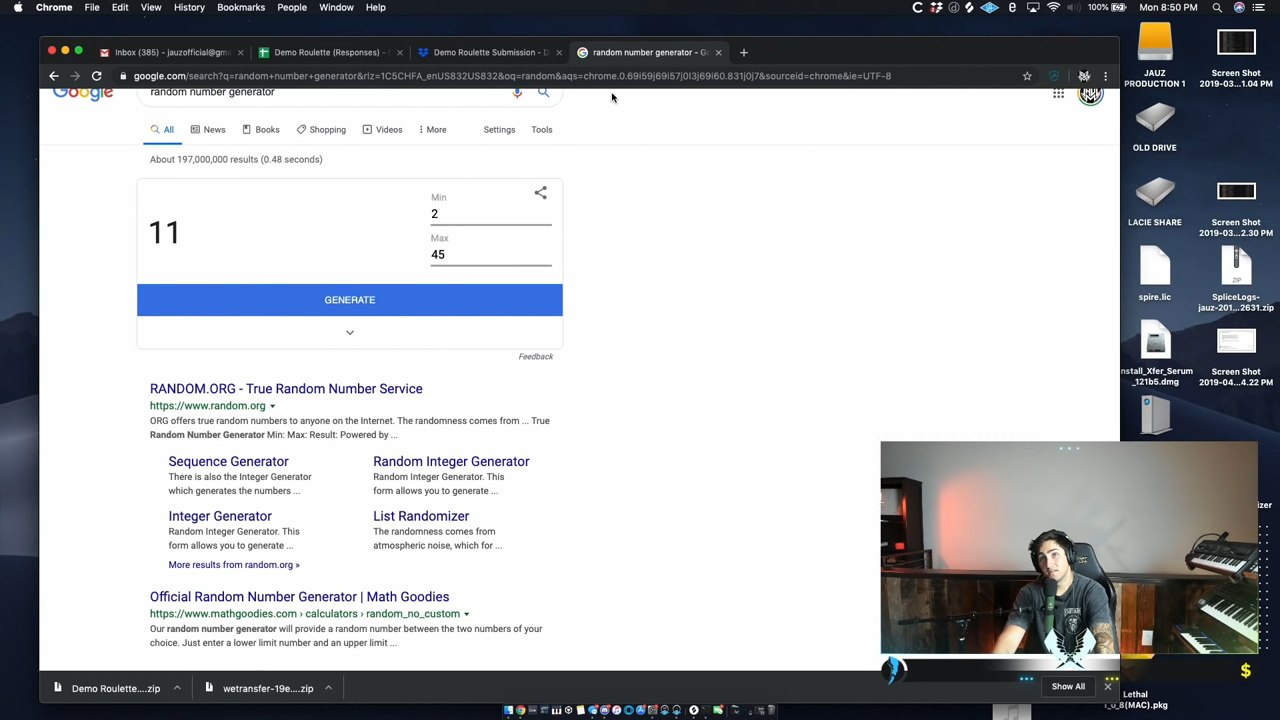 Chrome File Edit View History Bookmarks People Window Help
100% Mon 8:50 PM
Inbox (385) - jauzofficial@gma
Demo Roulette (Responses) -
Demo Roulette Submission - D
random number generator - Go
google.com/search?q=random+number+generator&rlz=1C5CHFA_enUS832US832&oq=random&aqs=chrome.0.69i59j69i57j0l3j69i60.831j0j7&sourceid=chrome&ie=UTF-8
Google
random number generator
All News Books Shopping Videos More Settings Tools
About 197,000,000 results (0.48 seconds)
11
Min
2
Max
45
GENERATE
Feedback
RANDOM.ORG - True Random Number Service
https://www.random.org
ORG offers true random numbers to anyone on the Internet. The randomness comes from ... True
Random Number Generator Min: Max: Result: Powered by ...
Sequence Generator
There is also the Integer Generator
which generates the numbers ...
Random Integer Generator
Random Integer Generator. This
form allows you to generate ...
Integer Generator
Random Integer Generator. This
form allows you to generate ...
List Randomizer
The randomness comes from
atmospheric noise, which for ...
More results from random.org »
Official Random Number Generator | Math Goodies
https://www.mathgoodies.com › calculators › random_no_custom
Our random number generator will provide a random number between the two numbers of your
choice. Just enter a lower limit number and an upper limit ...
Demo Roulette....zip
wetransfer-19e....zip
Show All
JAUZ
PRODUCTION 1
Screen Shot
2019-03...1.04 PM
OLD DRIVE
LACIE SHARE
Screen Shot
2019-03...2.30 PM
spire.lic
ZIP
SpliceLogs-
jauz-201...2631.zip
nstall_Xfer_Serum
_121b5.dmg
Screen Shot
2019-04...4.22 PM
izer
$
Lethal
1_0_8(MAC).pkg